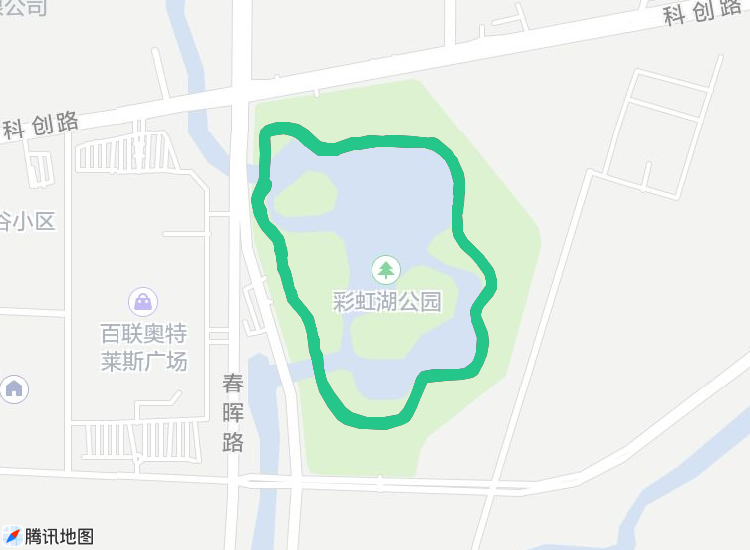 限公司
科创路
科创路
谷小区
彩虹湖公园
百联奥特
莱斯广场
春晖路
腾讯地图